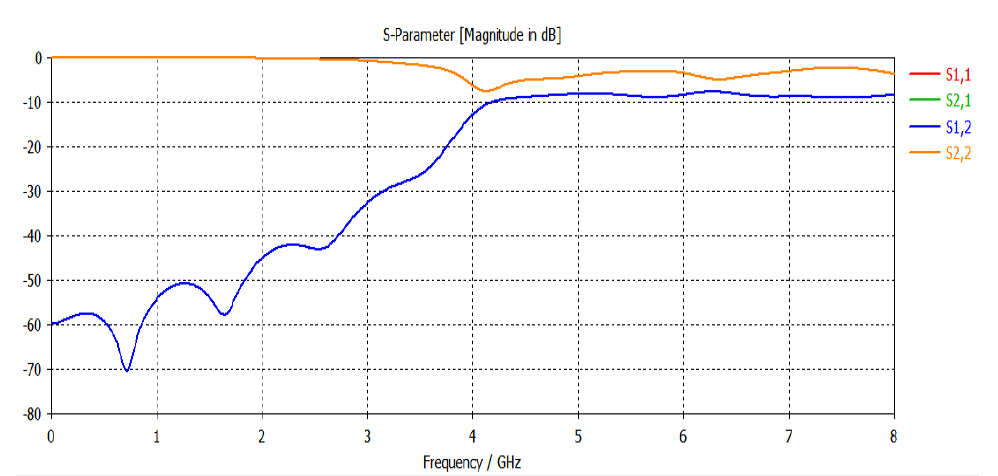 S-Parameter [Magnitude in dB]
0
-10
-20
-30
-40
-50
-60
-70
-80
0 1 2 3 4 5 6 7 8
Frequency / GHz
S1,1
S2,1
S1,2
S2,2